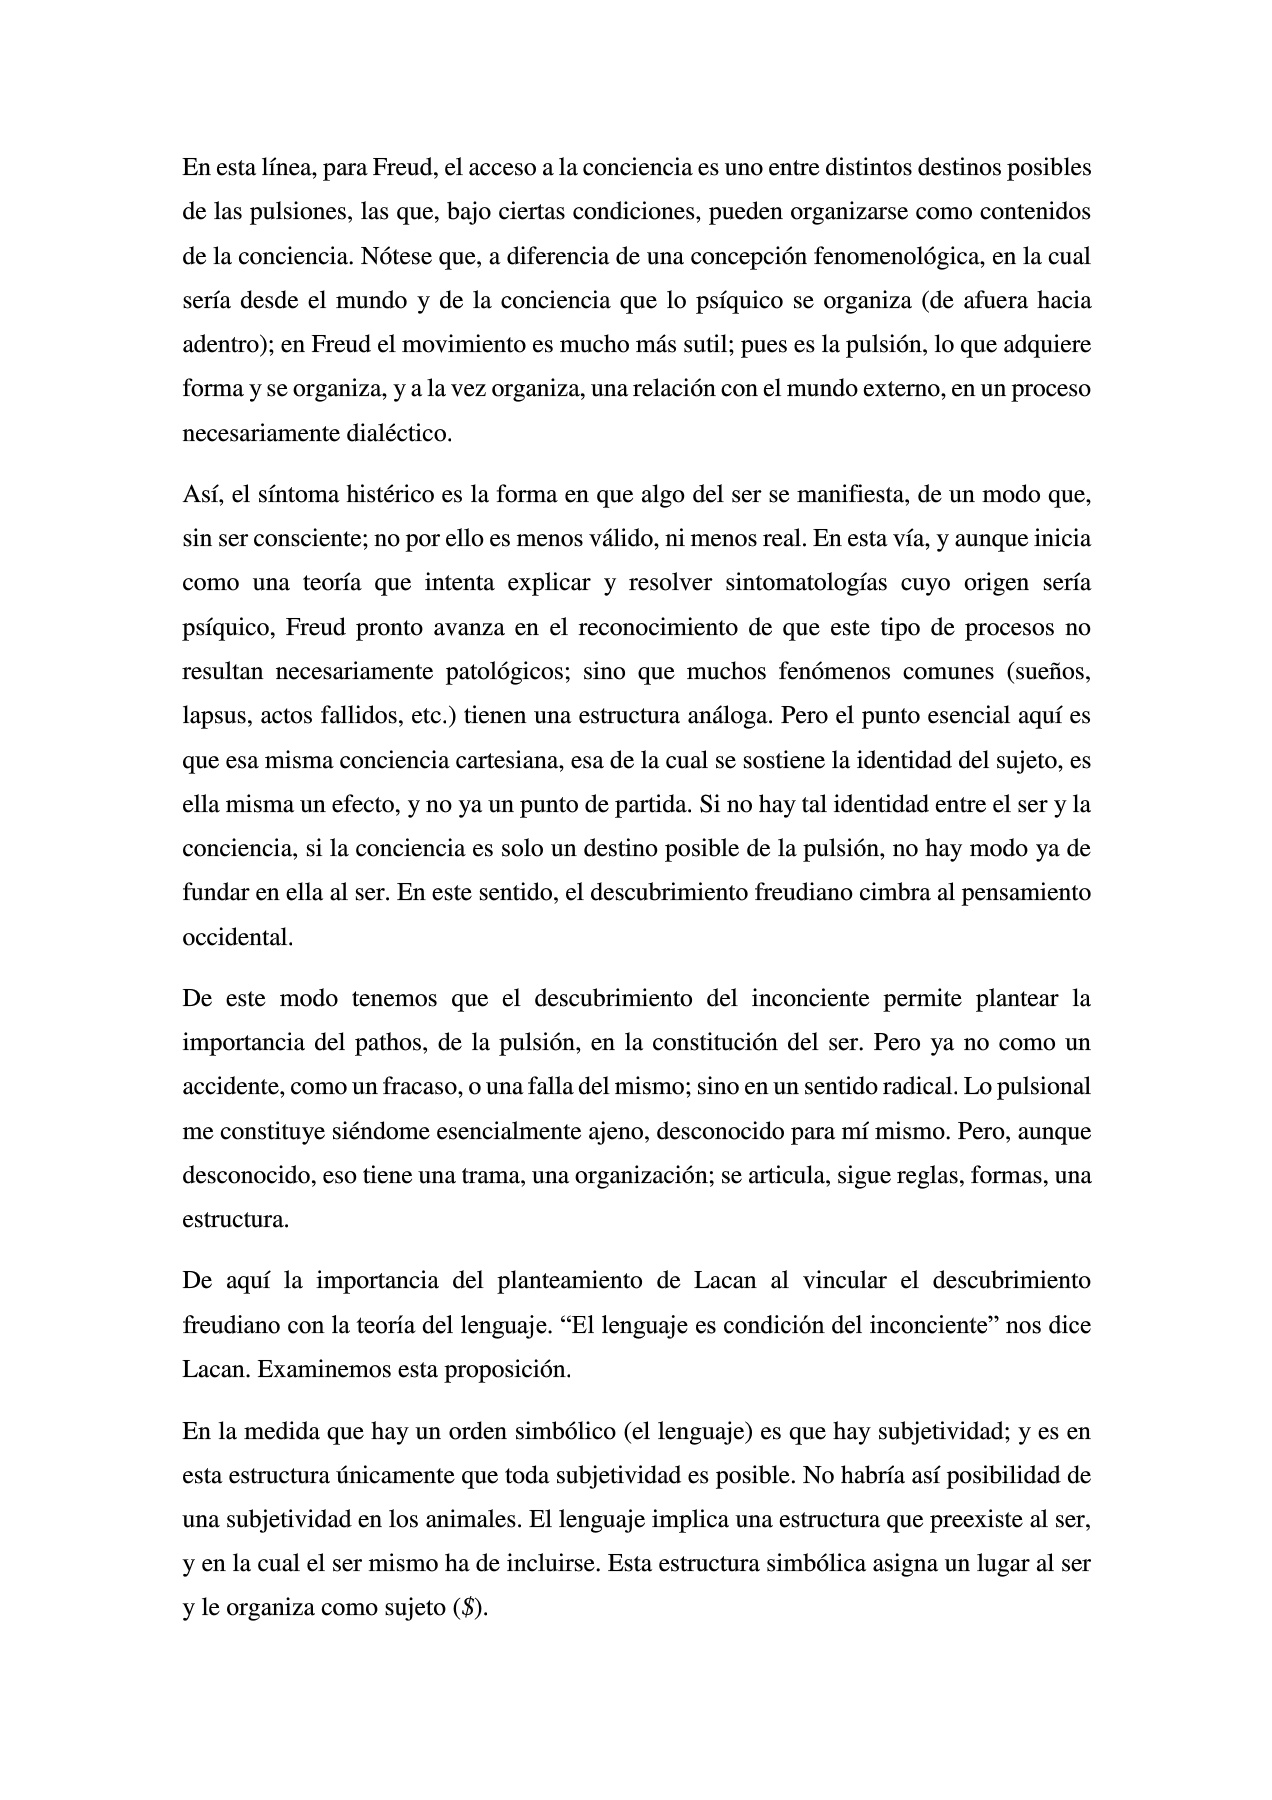 En esta línea, para Freud, el acceso a la conciencia es uno entre distintos destinos posibles
de las pulsiones, las que, bajo ciertas condiciones, pueden organizarse como contenidos
de la conciencia. Nótese que, a diferencia de una concepción fenomenológica, en la cual
sería desde el mundo y de la conciencia que lo psíquico se organiza (de afuera hacia
adentro); en Freud el movimiento es mucho más sutil; pues es la pulsión, lo que adquiere
forma y se organiza, y a la vez organiza, una relación con el mundo externo, en un proceso
necesariamente dialéctico.
Así, el síntoma histérico es la forma en que algo del ser se manifiesta, de un modo que,
sin ser consciente; no por ello es menos válido, ni menos real. En esta vía, y aunque inicia
como una teoría que intenta explicar y resolver sintomatologías cuyo origen sería
psíquico, Freud pronto avanza en el reconocimiento de que este tipo de procesos no
resultan necesariamente patológicos; sino que muchos fenómenos comunes (sueños,
lapsus, actos fallidos, etc.) tienen una estructura análoga. Pero el punto esencial aquí es
que esa misma conciencia cartesiana, esa de la cual se sostiene la identidad del sujeto, es
ella misma un efecto, y no ya un punto de partida. Si no hay tal identidad entre el ser y la
conciencia, si la conciencia es solo un destino posible de la pulsión, no hay modo ya de
fundar en ella al ser. En este sentido, el descubrimiento freudiano cimbra al pensamiento
occidental.
De este modo tenemos que el descubrimiento del inconciente permite plantear la
importancia del pathos, de la pulsión, en la constitución del ser. Pero ya no como un
accidente, como un fracaso, o una falla del mismo; sino en un sentido radical. Lo pulsional
me constituye siéndome esencialmente ajeno, desconocido para mí mismo. Pero, aunque
desconocido, eso tiene una trama, una organización; se articula, sigue reglas, formas, una
estructura.
De aquí la importancia del planteamiento de Lacan al vincular el descubrimiento
freudiano con la teoría del lenguaje. “El lenguaje es condición del inconciente” nos dice
Lacan. Examinemos esta proposición.
En la medida que hay un orden simbólico (el lenguaje) es que hay subjetividad; y es en
esta estructura únicamente que toda subjetividad es posible. No habría así posibilidad de
una subjetividad en los animales. El lenguaje implica una estructura que preexiste al ser,
y en la cual el ser mismo ha de incluirse. Esta estructura simbólica asigna un lugar al ser
y le organiza como sujeto ($).